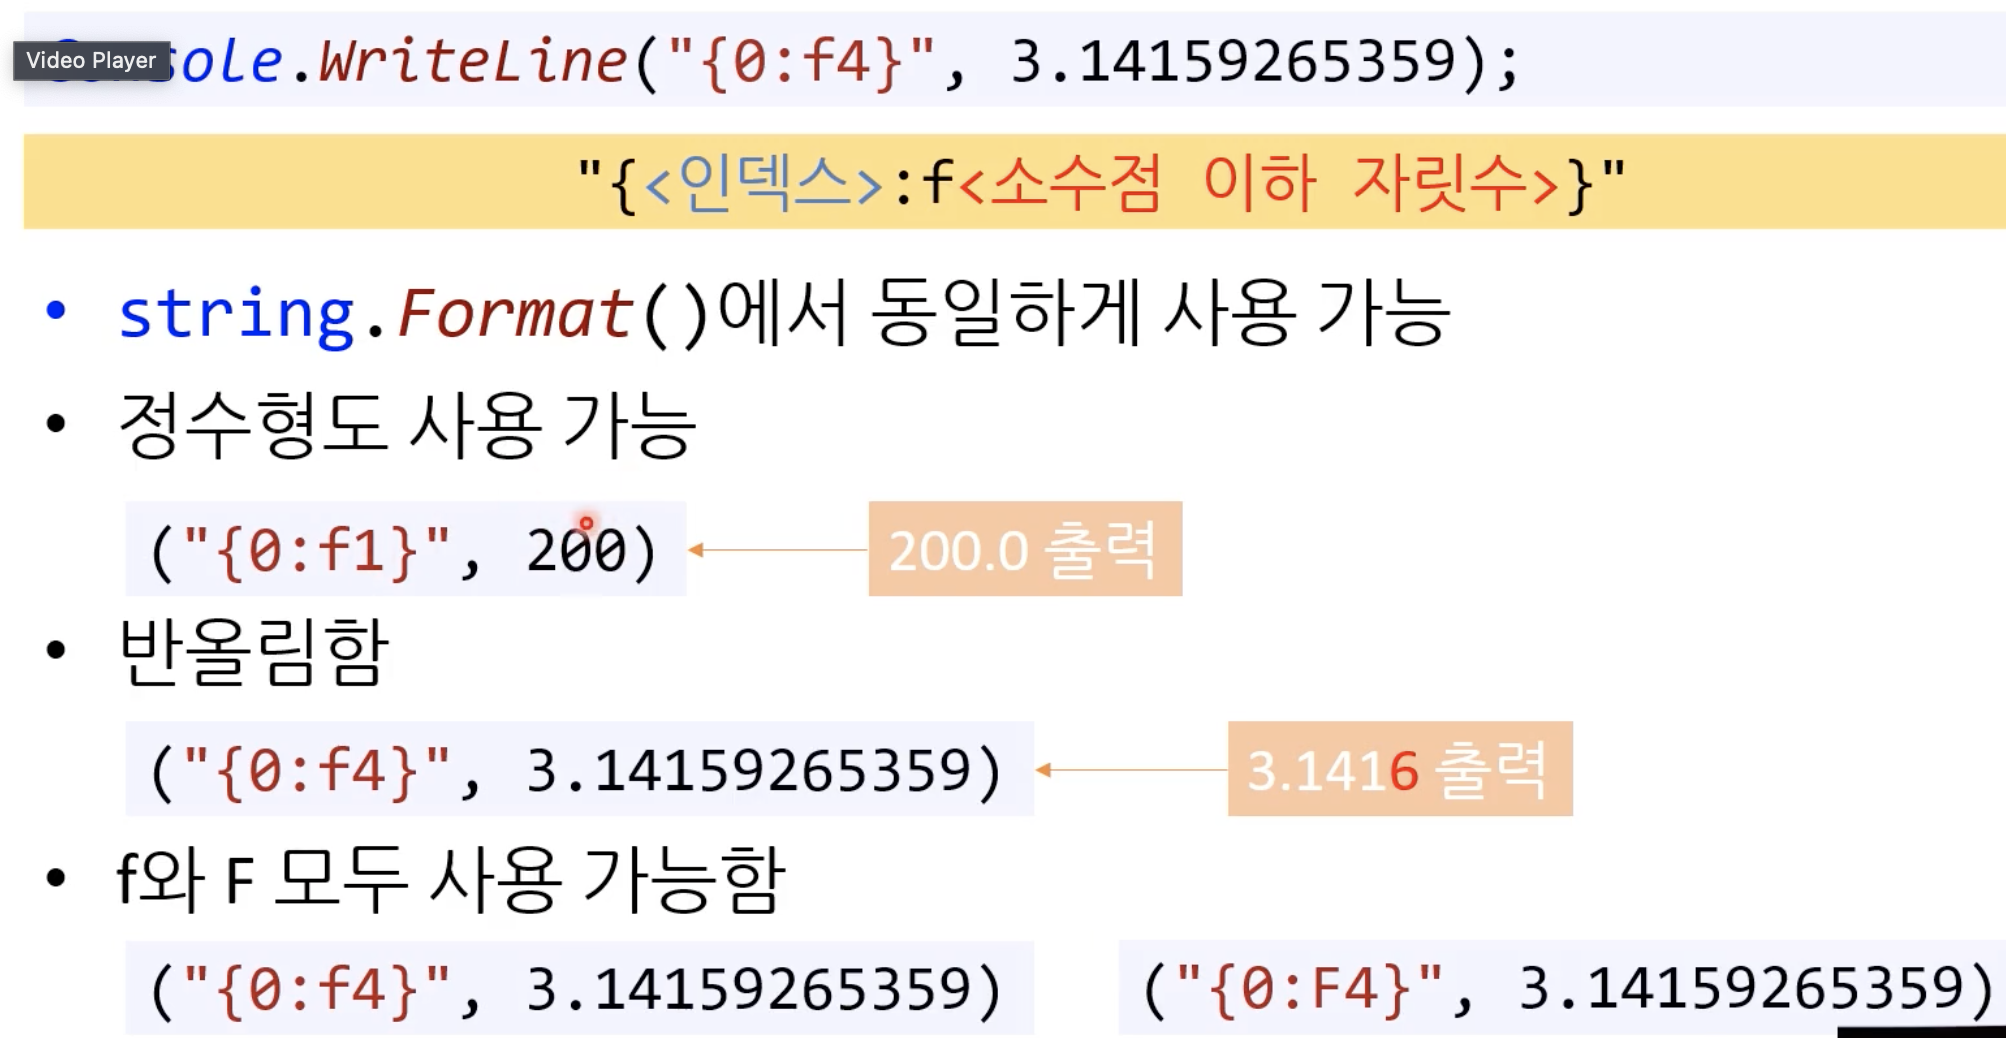 Video Player
sole.WriteLine("{0:f4}", 3.14159265359);
"{<인덱스>:f<소수점 이하 자릿수>}"
• string.Format()에서 동일하게 사용 가능
• 정수형도 사용 가능
("{0:f1}", 200) 200.0 출력
• 반올림함
("{0:f4}", 3.14159265359) 3.1416 출력
• f와 F 모두 사용 가능함
("{0:f4}", 3.14159265359) ("{0:F4}", 3.14159265359)